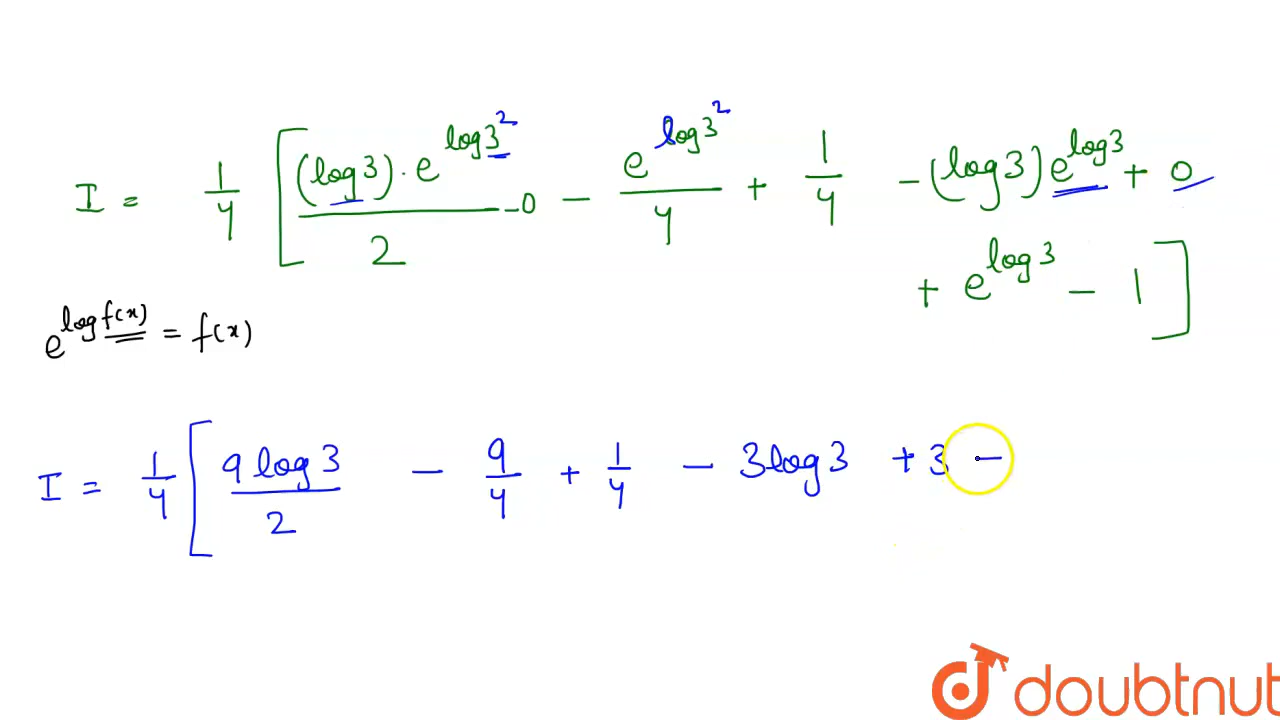 I = 1/4 [ (log 3) · e^{log 3^2} / 2 - 0 - e^{log 3^2} / 4 + 1/4 - (log 3) e^{log 3} + 0
+ e^{log 3} - 1 ]
e^{log f(x)} = f(x)
I = 1/4 [ 9 log 3 / 2 - 9/4 + 1/4 - 3 log 3 + 3 -
doubtnut